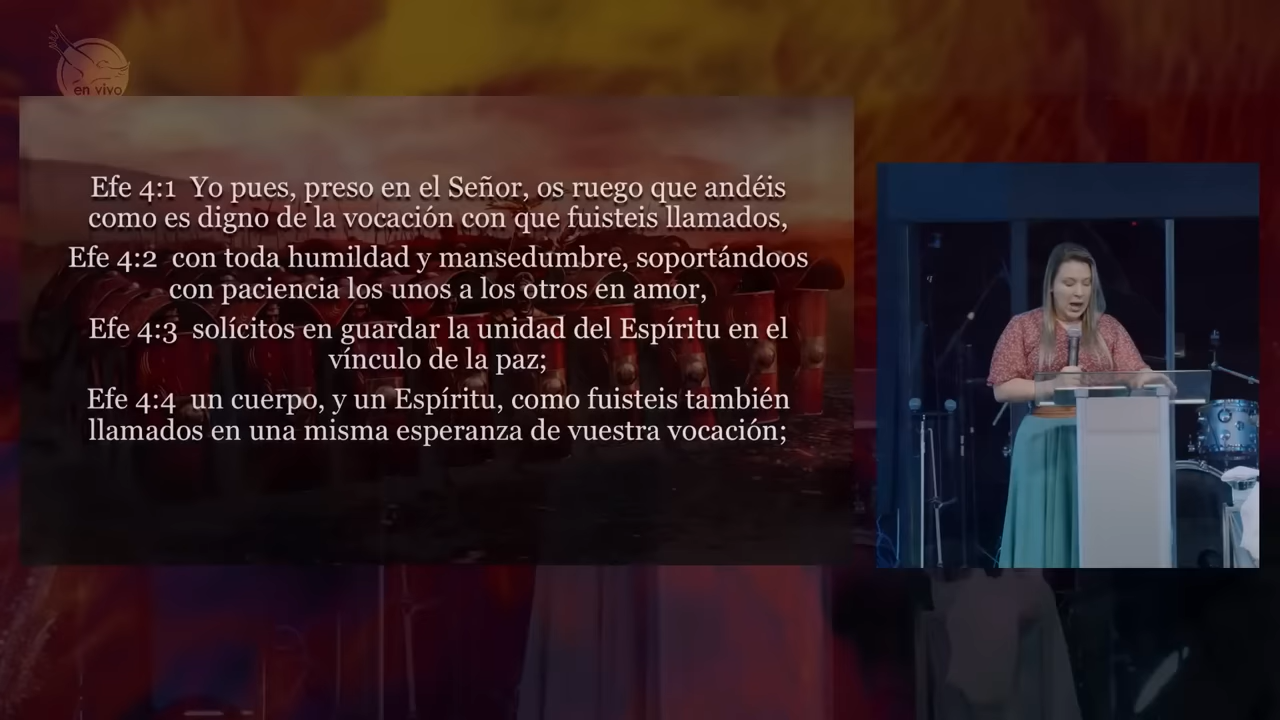 en vivo
Efe 4:1 Yo pues, preso en el Señor, os ruego que andéis
como es digno de la vocación con que fuisteis llamados,
Efe 4:2 con toda humildad y mansedumbre, soportándoos
con paciencia los unos a los otros en amor,
Efe 4:3 solícitos en guardar la unidad del Espíritu en el
vínculo de la paz;
Efe 4:4 un cuerpo, y un Espíritu, como fuisteis también
llamados en una misma esperanza de vuestra vocación;